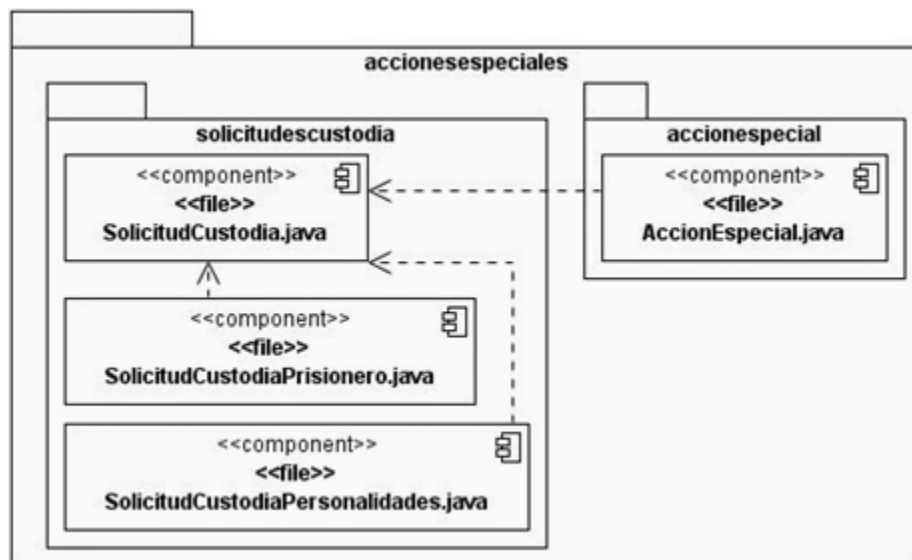 accionesespeciales
solicitudescustodia
<<component>>
<<file>>
SolicitudCustodia.java
<<component>>
<<file>>
SolicitudCustodiaPrisionero.java
<<component>>
<<file>>
SolicitudCustodiaPersonalidades.java
accionespecial
<<component>>
<<file>>
AccionEspecial.java